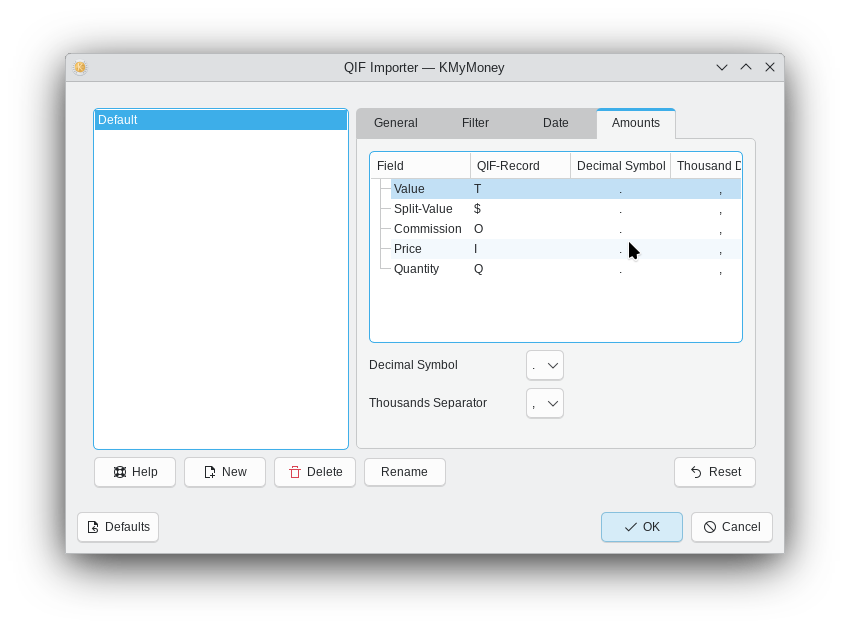 QIF Importer — KMyMoney
Default
General Filter Date Amounts
Field QIF-Record Decimal Symbol Thousand D
Value T . ,
Split-Value $ . ,
Commission O . ,
Price I . ,
Quantity Q . ,
Decimal Symbol .
Thousands Separator ,
Help New Delete Rename Reset
Defaults OK Cancel